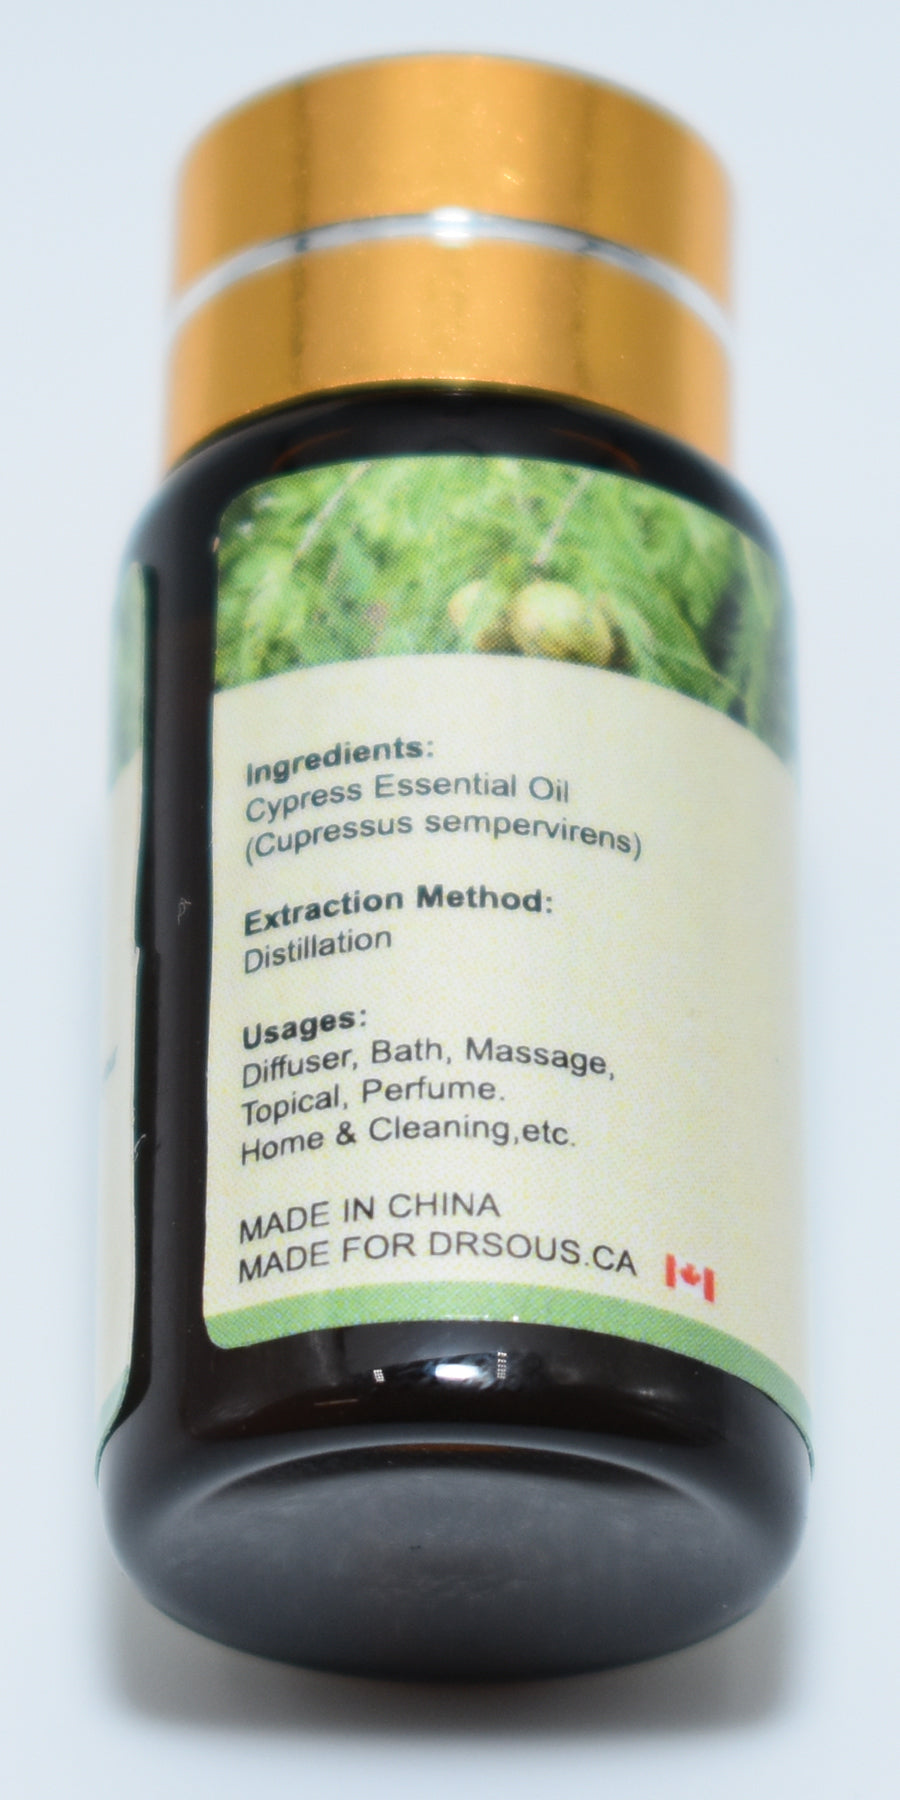 Ingredients:
Cypress Essential Oil
(Cupressus sempervirens)
Extraction Method:
Distillation
Usages:
Diffuser, Bath, Massage,
Topical, Perfume.
Home & Cleaning,etc.
MADE IN CHINA
MADE FOR DRSOUS.CA